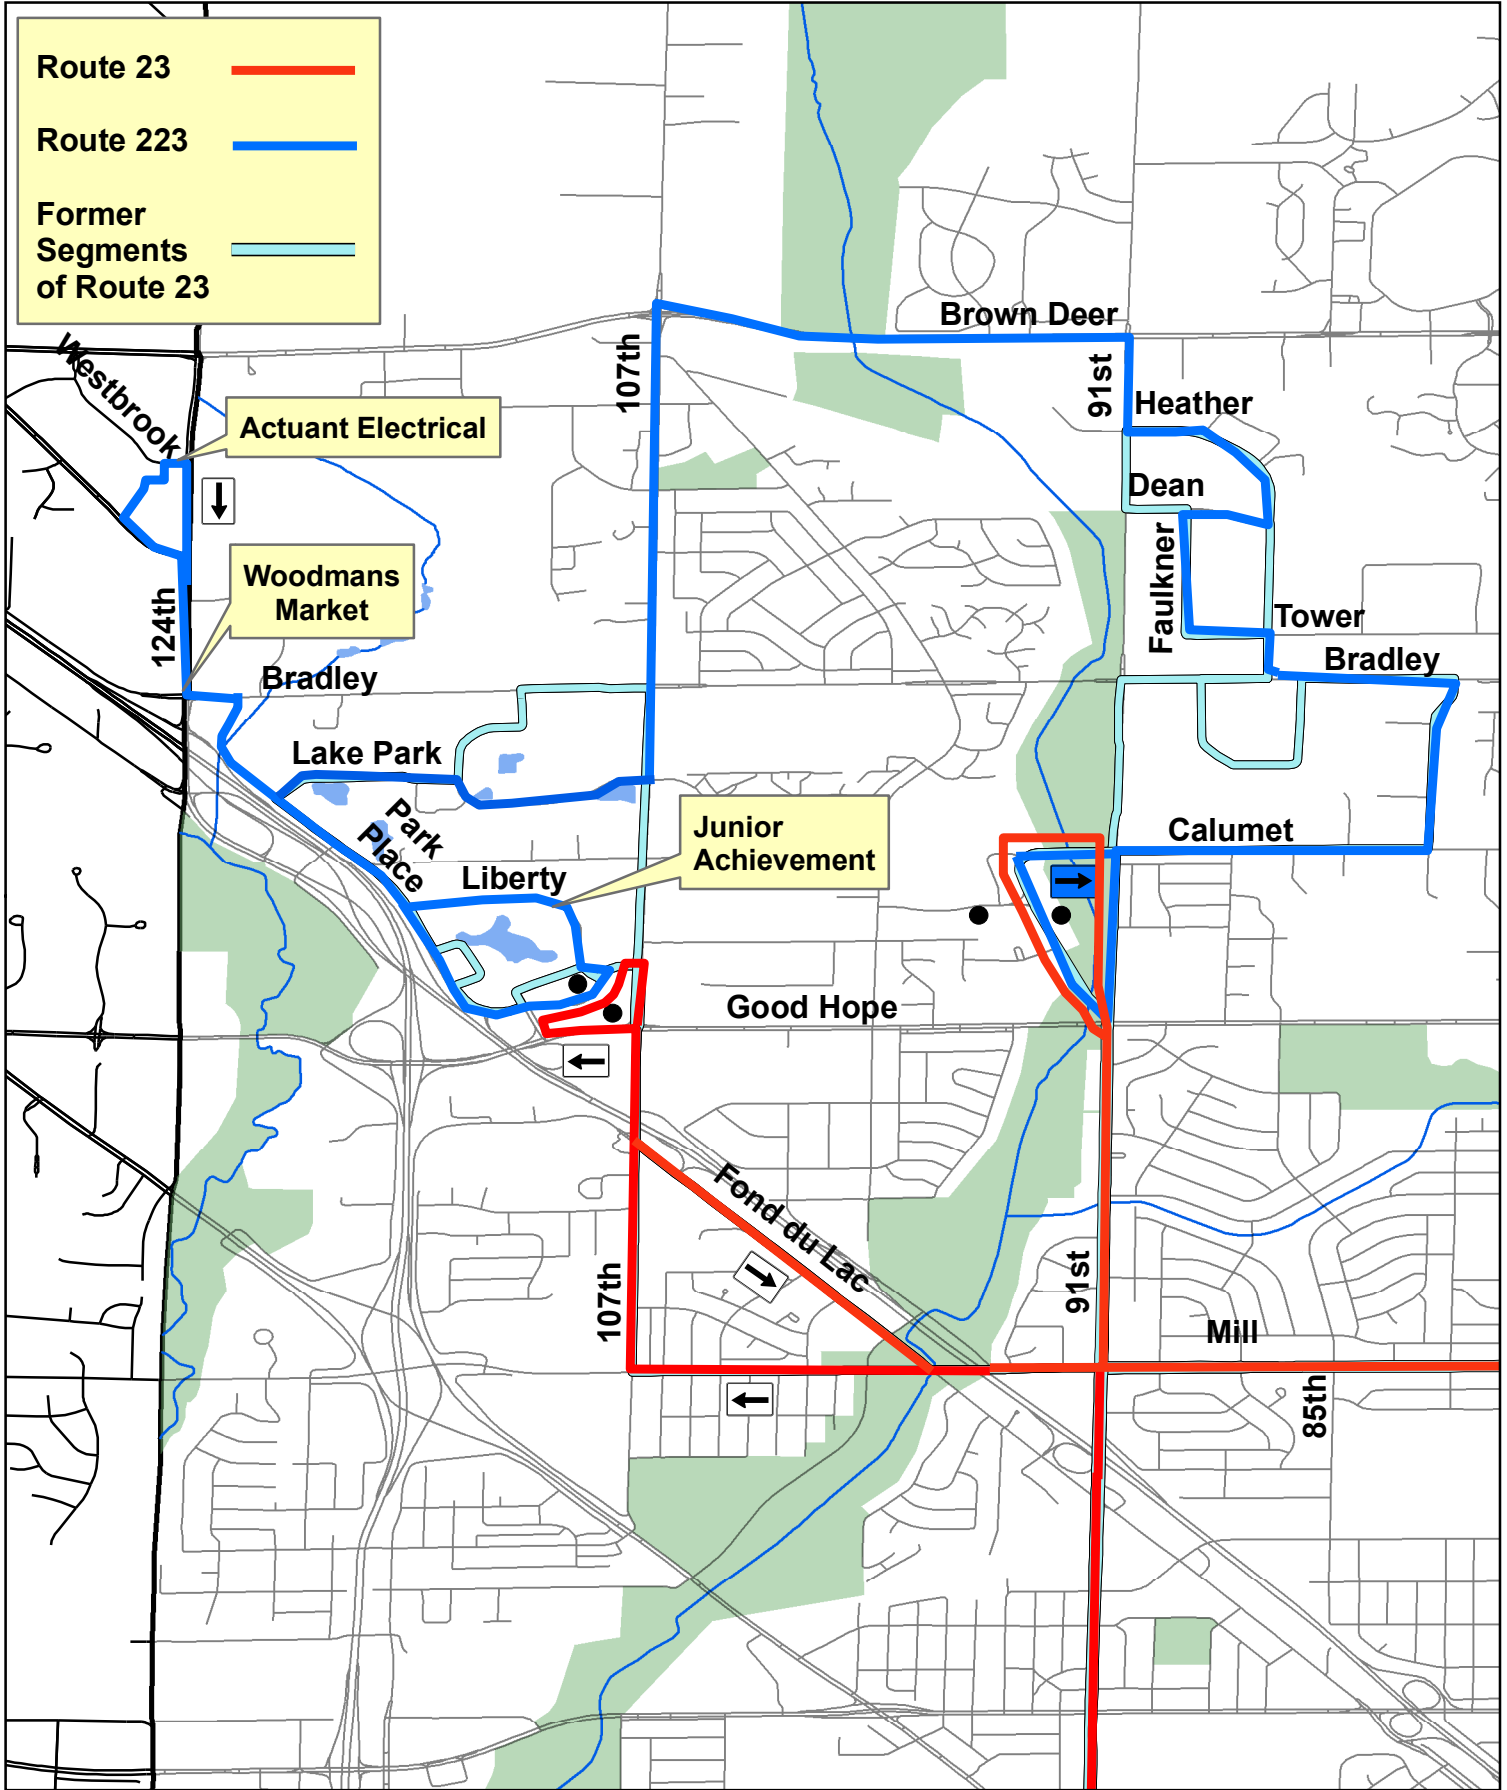 Route 23
Route 223
Former
Segments
of Route 23
Brown Deer
Westbrook
107th
91st
Heather
Actuant Electrical
Dean
Faulkner
Woodmans
Market
124th
Tower
Bradley
Bradley
Lake Park
Park
Place
Junior
Achievement
Calumet
Liberty
Good Hope
Fond du Lac
107th
91st
Mill
85th